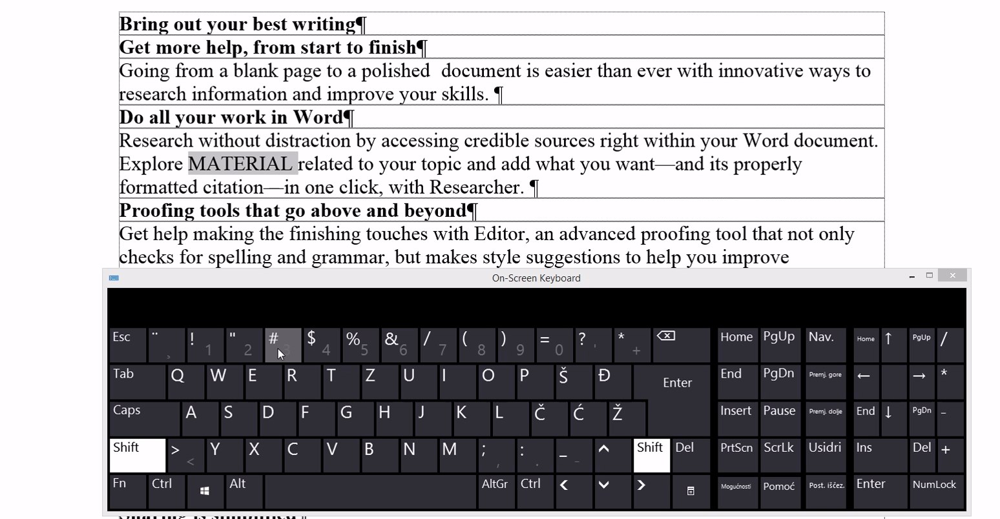 Bring out your best writing¶
Get more help, from start to finish¶
Going from a blank page to a polished  document is easier than ever with innovative ways to
research information and improve your skills. ¶
Do all your work in Word¶
Research without distraction by accessing credible sources right within your Word document.
Explore MATERIAL related to your topic and add what you want—and its properly
formatted citation—in one click, with Researcher. ¶
Proofing tools that go above and beyond¶
Get help making the finishing touches with Editor, an advanced proofing tool that not only
checks for spelling and grammar, but makes style suggestions to help you improve
On-Screen Keyboard
Esc ¨ ¸ ! 1 " 2 # 3 $ 4 % 5 & 6 / 7 ( 8 ) 9 = 0 ? ' * + Home PgUp Nav. Home ↑ PgUp /
Tab Q W E R T Z U I O P Š Đ Enter End PgDn Premj. gore ← → *
Caps A S D F G H J K L Č Ć Ž Insert Pause Premj. dolje End ↓ PgDn -
Shift > < Y X C V B N M ; , : . _ - Shift Del PrtScn ScrLk Usidri Ins Del +
Fn Ctrl Alt AltGr Ctrl Mogućnosti Pomoć Post. iščez. Enter NumLock